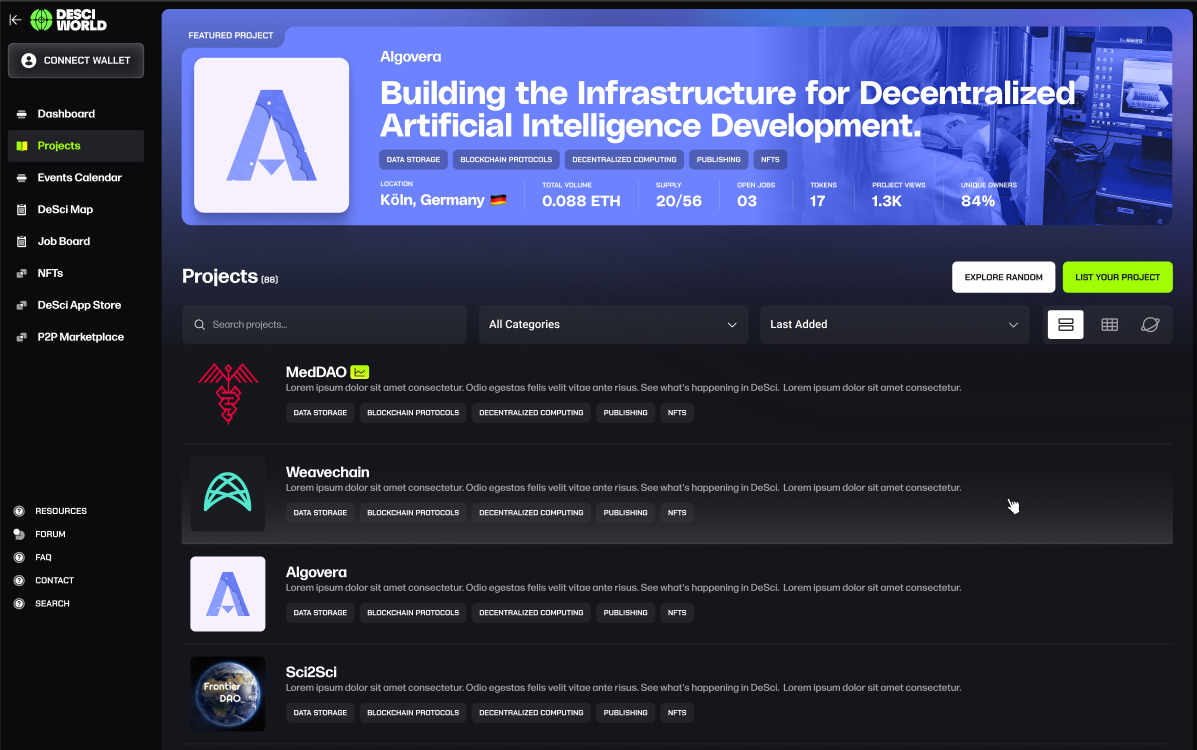 DESCI
WORLD
CONNECT WALLET
Dashboard
Projects
Events Calendar
DeSci Map
Job Board
NFTs
DeSci App Store
P2P Marketplace
RESOURCES
FORUM
FAQ
CONTACT
SEARCH
FEATURED PROJECT
A
Algovera
Building the Infrastructure for Decentralized
Artificial Intelligence Development.
DATA STORAGE BLOCKCHAIN PROTOCOLS DECENTRALIZED COMPUTING PUBLISHING NFTS
LOCATION TOTAL VOLUME SUPPLY OPEN JOBS TOKENS PROJECT VIEWS UNIQUE OWNERS
Köln, Germany 0.088 ETH 20/56 03 17 1.3K 84%
Projects (88)
EXPLORE RANDOM LIST YOUR PROJECT
Search projects... All Categories Last Added
MedDAO
Lorem ipsum dolor sit amet consectetur. Odio egestas felis velit vitae ante risus. See what's happening in DeSci. Lorem ipsum dolor sit amet consectetur.
DATA STORAGE BLOCKCHAIN PROTOCOLS DECENTRALIZED COMPUTING PUBLISHING NFTS
Weavechain
Lorem ipsum dolor sit amet consectetur. Odio egestas felis velit vitae ante risus. See what's happening in DeSci. Lorem ipsum dolor sit amet consectetur.
DATA STORAGE BLOCKCHAIN PROTOCOLS DECENTRALIZED COMPUTING PUBLISHING NFTS
A
Algovera
Lorem ipsum dolor sit amet consectetur. Odio egestas felis velit vitae ante risus. See what's happening in DeSci. Lorem ipsum dolor sit amet consectetur.
DATA STORAGE BLOCKCHAIN PROTOCOLS DECENTRALIZED COMPUTING PUBLISHING NFTS
Frontier
DAO
Sci2Sci
Lorem ipsum dolor sit amet consectetur. Odio egestas felis velit vitae ante risus. See what's happening in DeSci. Lorem ipsum dolor sit amet consectetur.
DATA STORAGE BLOCKCHAIN PROTOCOLS DECENTRALIZED COMPUTING PUBLISHING NFTS